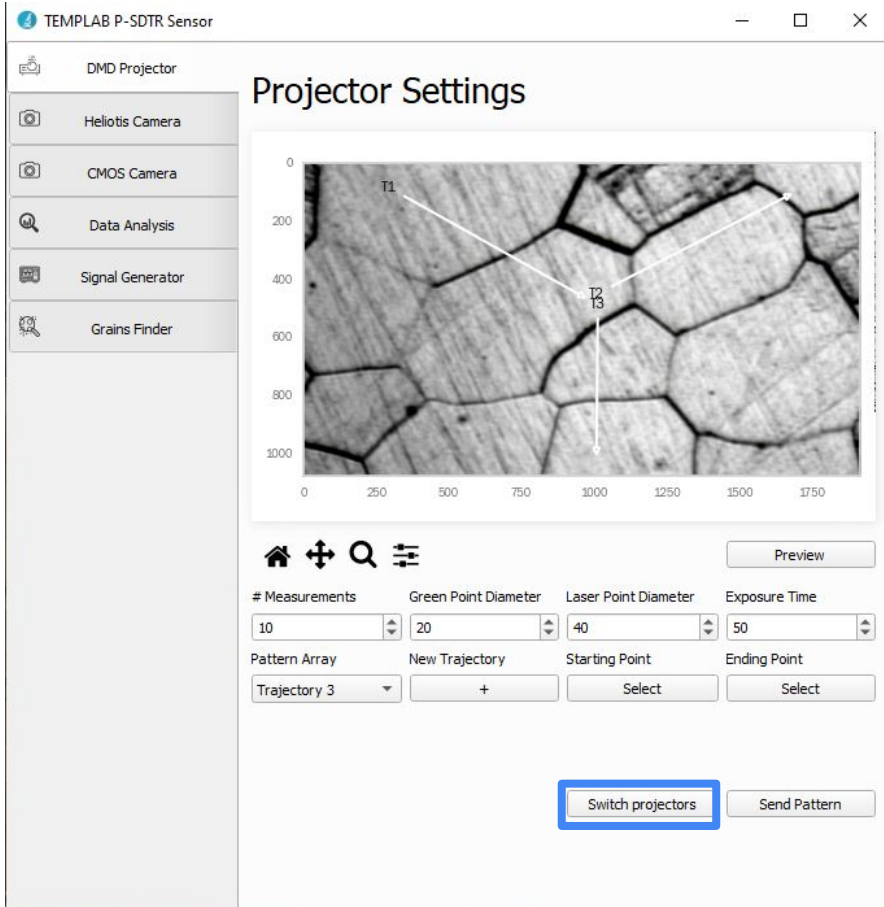 TEMPLAB P-SDTR Sensor
DMD Projector
Heliotis Camera
CMOS Camera
Data Analysis
Signal Generator
Grains Finder
Projector Settings
0
200
400
600
800
1000
T1
T2
T3
0 250 500 750 1000 1250 1500 1750
Preview
# Measurements Green Point Diameter Laser Point Diameter Exposure Time
10 20 40 50
Pattern Array New Trajectory Starting Point Ending Point
Trajectory 3 + Select Select
Switch projectors Send Pattern